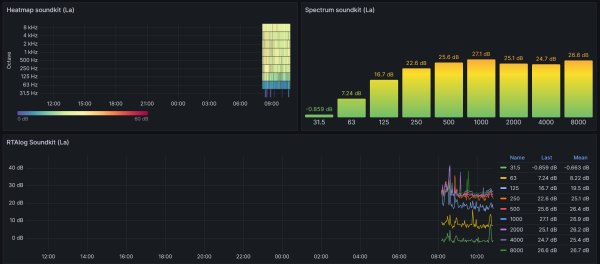 Heatmap soundkit (La)
Octave
8 kHz
4 kHz
2 kHz
1 kHz
500 Hz
250 Hz
125 Hz
63 Hz
31.5 Hz
12:00 15:00 18:00 21:00 00:00 03:00 06:00 09:00
0 dB 60 dB
Spectrum soundkit (La)
-0.859 dB 7.24 dB 16.7 dB 22.6 dB 25.6 dB 27.1 dB 25.1 dB 24.7 dB 26.6 dB
31.5 63 125 250 500 1000 2000 4000 8000
RTAlog Soundkit (La)
40 dB
30 dB
20 dB
10 dB
0 dB
12:00 14:00 16:00 18:00 20:00 22:00 00:00 02:00 04:00 06:00 08:00 10:00
Name Last Mean
31.5 -0.859 dB -0.663 dB
63 7.24 dB 8.22 dB
125 16.7 dB 19.5 dB
250 22.6 dB 25.1 dB
500 25.6 dB 26.4 dB
1000 27.1 dB 26.9 dB
2000 25.1 dB 26.2 dB
4000 24.7 dB 25.4 dB
8000 26.6 dB 26.7 dB